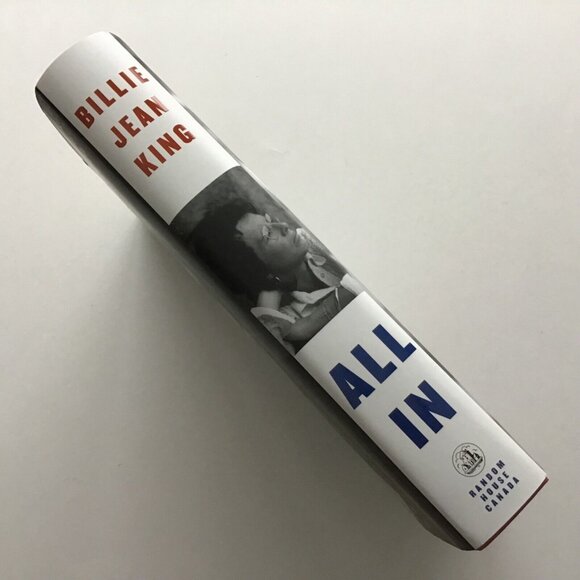 BILLIE
JEAN
KING
ALL
IN
RANDOM
HOUSE
CANADA